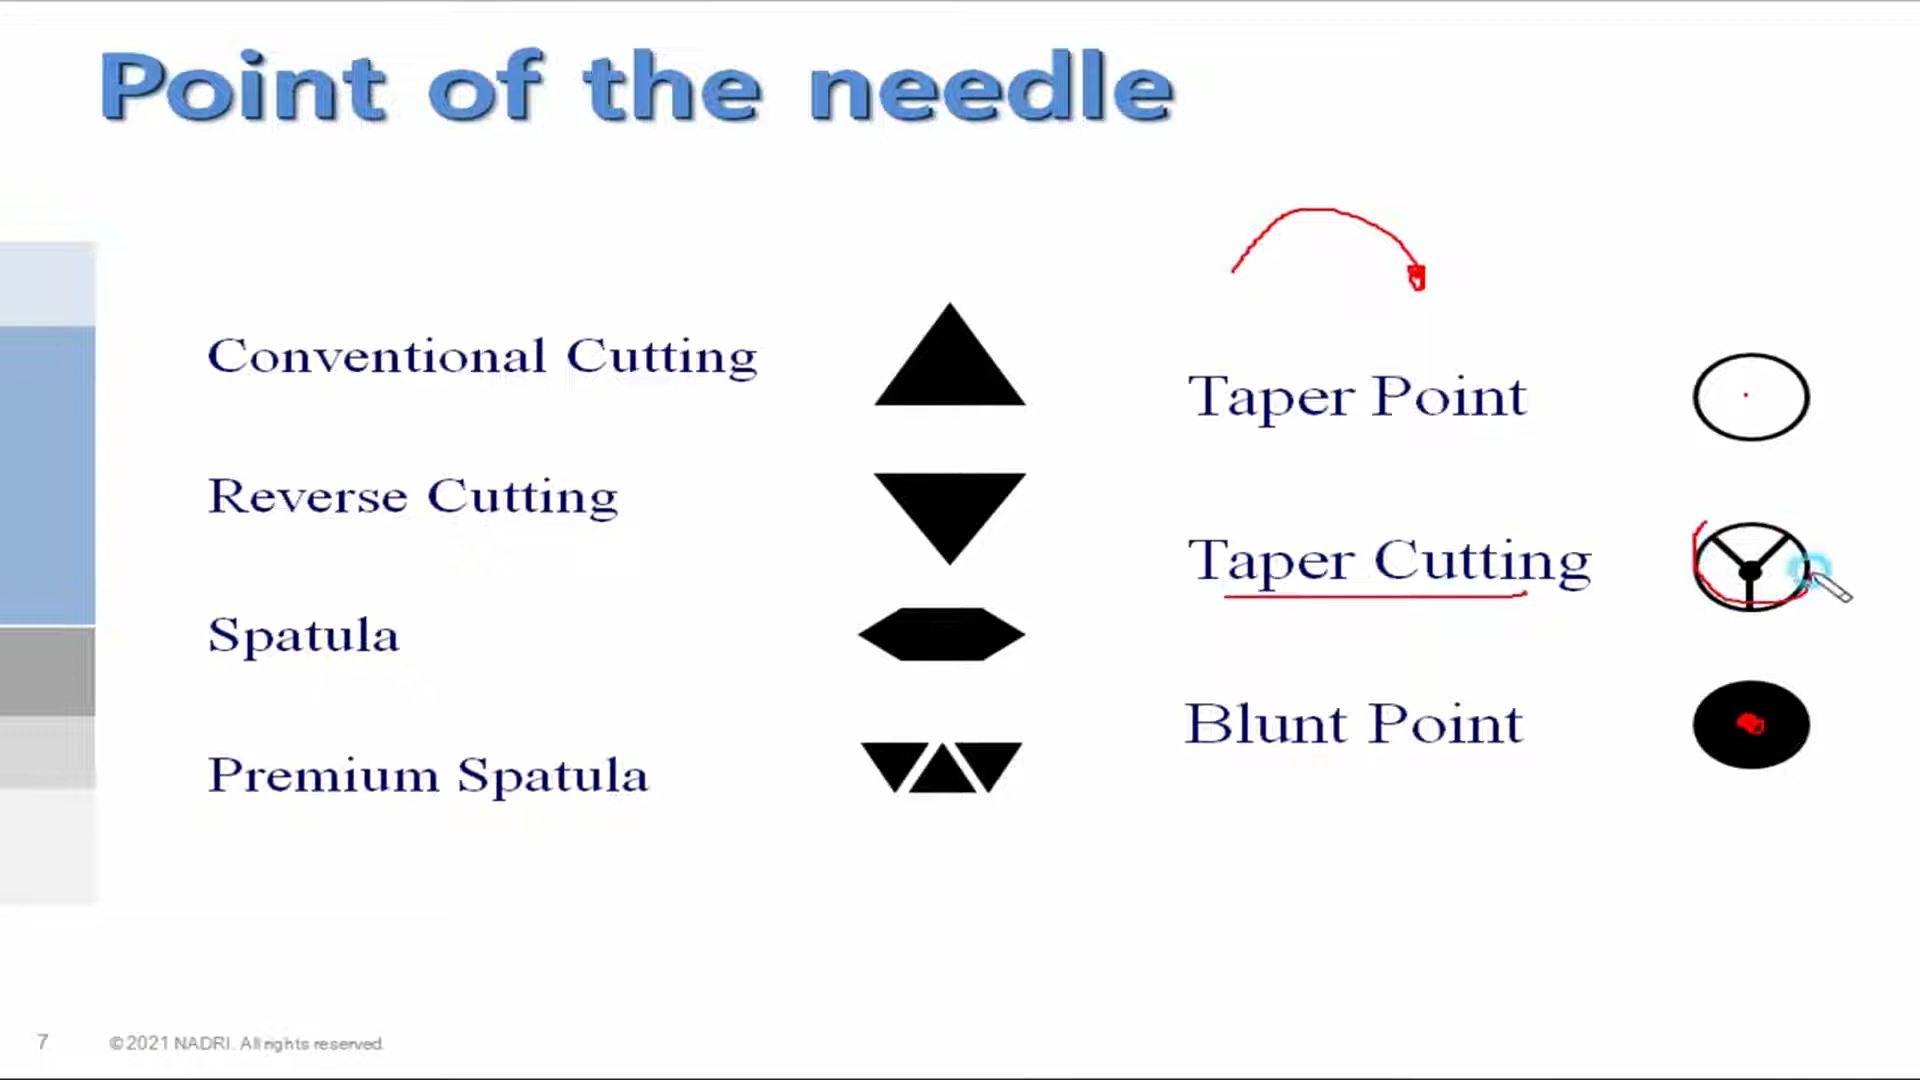 Point of the needle
Conventional Cutting
Reverse Cutting
Spatula
Premium Spatula
Taper Point
Taper Cutting
Blunt Point
7
©2021 NADRI. All rights reserved.